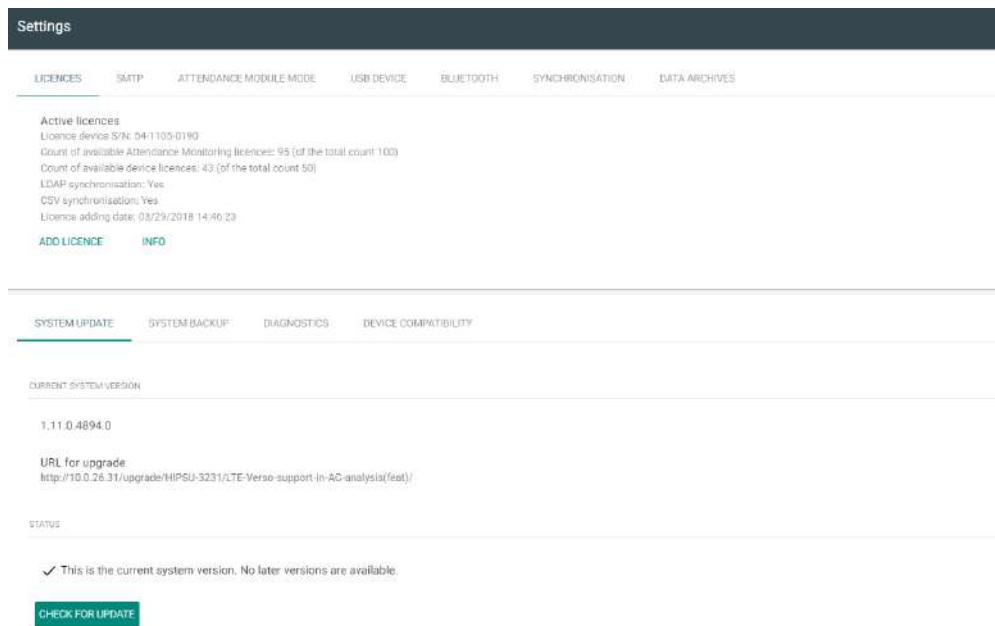 Settings
LICENCES SMTP ATTENDANCE MODULE MODE USB DEVICE BLUETOOTH SYNCHRONISATION DATA ARCHIVES
Active licences
Licence device S/N: 54-1105-0190
Count of available Attendance Monitoring licences: 95 (of the total count 100)
Count of available device licences: 43 (of the total count 50)
LDAP synchronisation: Yes
CSV synchronisation: Yes
Licence adding date: 03/29/2018 14:46:23
ADD LICENCE INFO
SYSTEM UPDATE SYSTEM BACKUP DIAGNOSTICS DEVICE COMPATIBILITY
CURRENT SYSTEM VERSION
1.11.0.4894.0
URL for upgrade
http://10.0.26.31/upgrade/HIPSU-3231/LTE-Verso-support-in-AC-analysis(feat)/
STATUS
✓ This is the current system version. No later versions are available.
CHECK FOR UPDATE